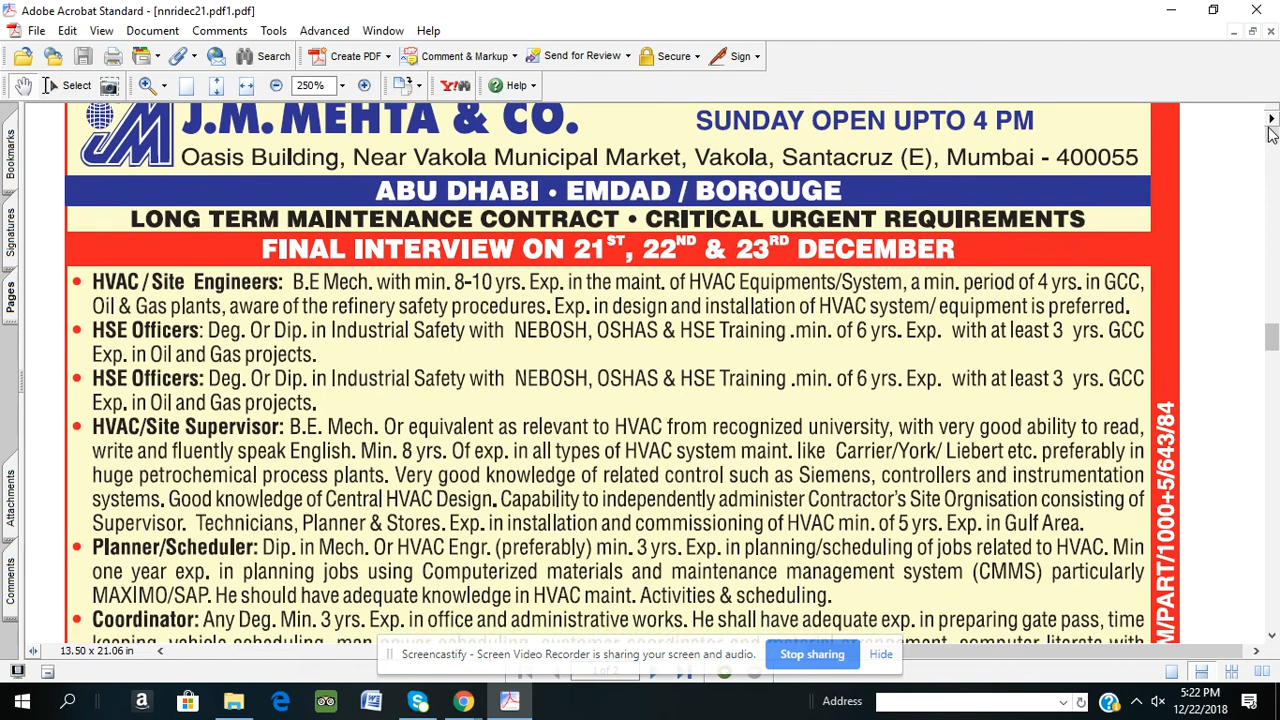 Adobe Acrobat Standard - [nnridec21.pdf1.pdf]
File Edit View Document Comments Tools Advanced Window Help
Search Create PDF Comment & Markup Send for Review Secure Sign
Select 250% Y! Help
Bookmarks
Signatures
Pages
Attachments
Comments
J.M. MEHTA & CO. SUNDAY OPEN UPTO 4 PM
Oasis Building, Near Vakola Municipal Market, Vakola, Santacruz (E), Mumbai - 400055
ABU DHABI • EMDAD / BOROUGE
LONG TERM MAINTENANCE CONTRACT • CRITICAL URGENT REQUIREMENTS
FINAL INTERVIEW ON 21ST, 22ND & 23RD DECEMBER
• HVAC / Site Engineers: B.E Mech. with min. 8-10 yrs. Exp. in the maint. of HVAC Equipments/System, a min. period of 4 yrs. in GCC,
Oil & Gas plants, aware of the refinery safety procedures. Exp. in design and installation of HVAC system/ equipment is preferred.
• HSE Officers: Deg. Or Dip. in Industrial Safety with NEBOSH, OSHAS & HSE Training .min. of 6 yrs. Exp. with at least 3 yrs. GCC
Exp. in Oil and Gas projects.
• HSE Officers: Deg. Or Dip. in Industrial Safety with NEBOSH, OSHAS & HSE Training .min. of 6 yrs. Exp. with at least 3 yrs. GCC
Exp. in Oil and Gas projects.
• HVAC/Site Supervisor: B.E. Mech. Or equivalent as relevant to HVAC from recognized university, with very good ability to read,
write and fluently speak English. Min. 8 yrs. Of exp. in all types of HVAC system maint. like Carrier/York/ Liebert etc. preferably in
huge petrochemical process plants. Very good knowledge of related control such as Siemens, controllers and instrumentation
systems. Good knowledge of Central HVAC Design. Capability to independently administer Contractor's Site Orgnisation consisting of
Supervisor. Technicians, Planner & Stores. Exp. in installation and commissioning of HVAC min. of 5 yrs. Exp. in Gulf Area.
• Planner/Scheduler: Dip. in Mech. Or HVAC Engr. (preferably) min. 3 yrs. Exp. in planning/scheduling of jobs related to HVAC. Min
one year exp. in planning jobs using Computerized materials and maintenance management system (CMMS) particularly
MAXIMO/SAP. He should have adequate knowledge in HVAC maint. Activities & scheduling.
• Coordinator: Any Deg. Min. 3 yrs. Exp. in office and administrative works. He shall have adequate exp. in preparing gate pass, time
M/PART/1000+5/643/84
Screencastify - Screen Video Recorder is sharing your screen and audio. Stop sharing Hide
13.50 x 21.06 in 1 of 2
Address
5:22 PM
12/22/2018